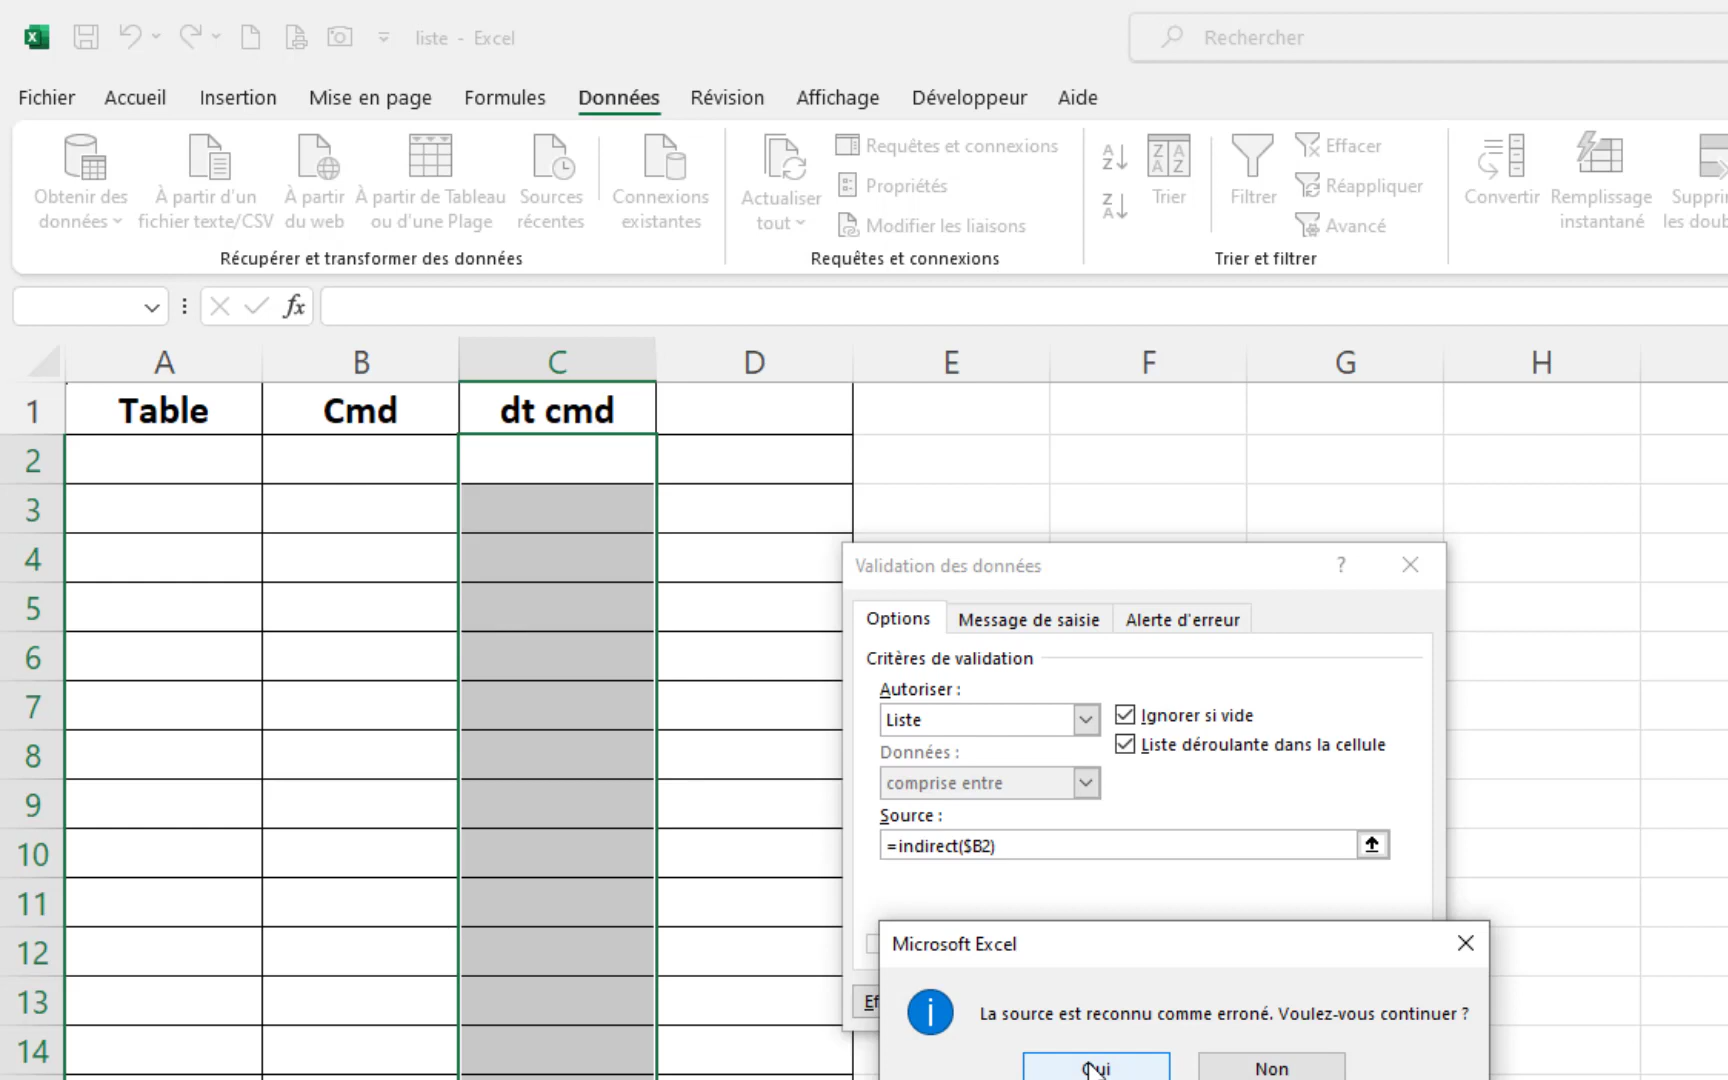 liste - Excel
Rechercher
Fichier Accueil Insertion Mise en page Formules Données Révision Affichage Développeur Aide
Obtenir des
données
À partir d'un
fichier texte/CSV
À partir
du web
À partir de Tableau
ou d'une Plage
Sources
récentes
Connexions
existantes
Récupérer et transformer des données
Actualiser
tout
Requêtes et connexions
Propriétés
Modifier les liaisons
Requêtes et connexions
Trier
Filtrer
Effacer
Réappliquer
Avancé
Trier et filtrer
Convertir
Remplissage
instantané
fx
A B C D E F G H
1 Table Cmd dt cmd
2
3
4
5
6
7
8
9
10
11
12
13
14
Validation des données ?
Options Message de saisie Alerte d'erreur
Critères de validation
Autoriser :
Liste
Ignorer si vide
Données :
Liste déroulante dans la cellule
comprise entre
Source :
=indirect($B2)
Microsoft Excel
La source est reconnu comme erroné. Voulez-vous continuer ?
Oui Non